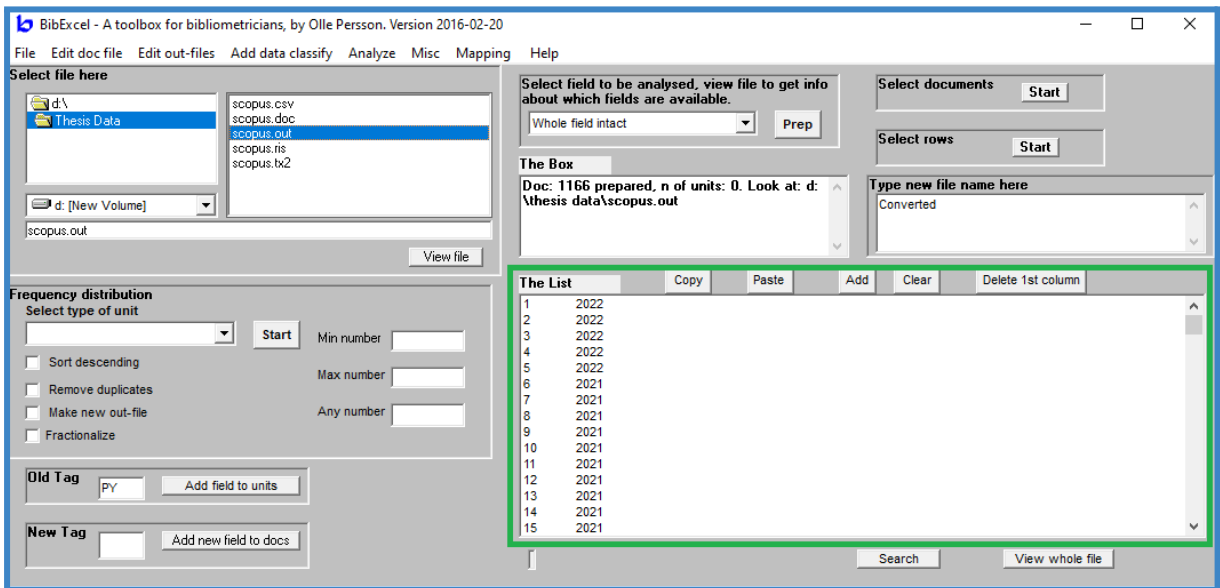 BibExcel - A toolbox for bibliometricians, by Olle Persson. Version 2016-02-20
File Edit doc file Edit out-files Add data classify Analyze Misc Mapping Help
Select file here
d:\
Thesis Data
scopus.csv
scopus.doc
scopus.out
scopus.ris
scopus.tx2
d: [New Volume]
scopus.out
View file
Select field to be analysed, view file to get info
about which fields are available.
Whole field intact
Prep
Select documents
Start
Select rows
Start
The Box
Doc: 1166 prepared, n of units: 0. Look at: d:
\thesis data\scopus.out
Type new file name here
Converted
Frequency distribution
Select type of unit
Start
Sort descending
Remove duplicates
Make new out-file
Fractionalize
Min number
Max number
Any number
Old Tag
PY
Add field to units
New Tag
Add new field to docs
The List
Copy
Paste
Add
Clear
Delete 1st column
1 2022
2 2022
3 2022
4 2022
5 2022
6 2021
7 2021
8 2021
9 2021
10 2021
11 2021
12 2021
13 2021
14 2021
15 2021
Search
View whole file